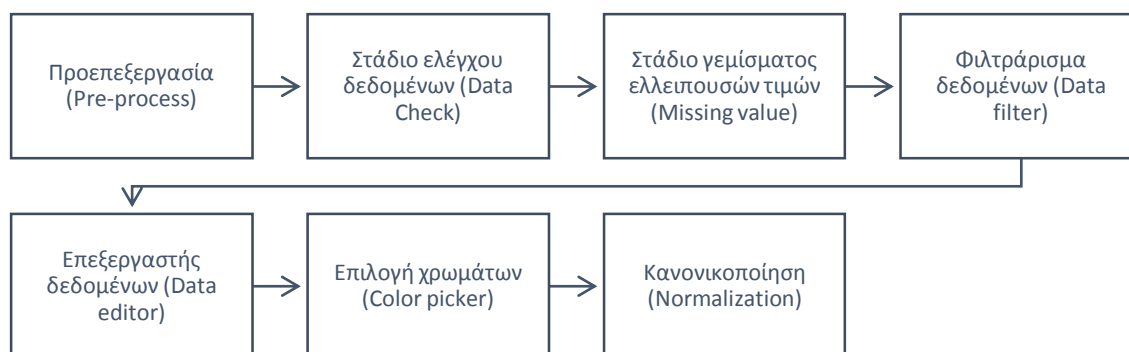 Προεπεξεργασία
(Pre-process)
Στάδιο ελέγχου
δεδομένων (Data
Check)
Στάδιο γεμίσματος
ελλειπουσών τιμών
(Missing value)
Φιλτράρισμα
δεδομένων (Data
filter)
Επεξεργαστής
δεδομένων (Data
editor)
Επιλογή χρωμάτων
(Color picker)
Κανονικοποίηση
(Normalization)